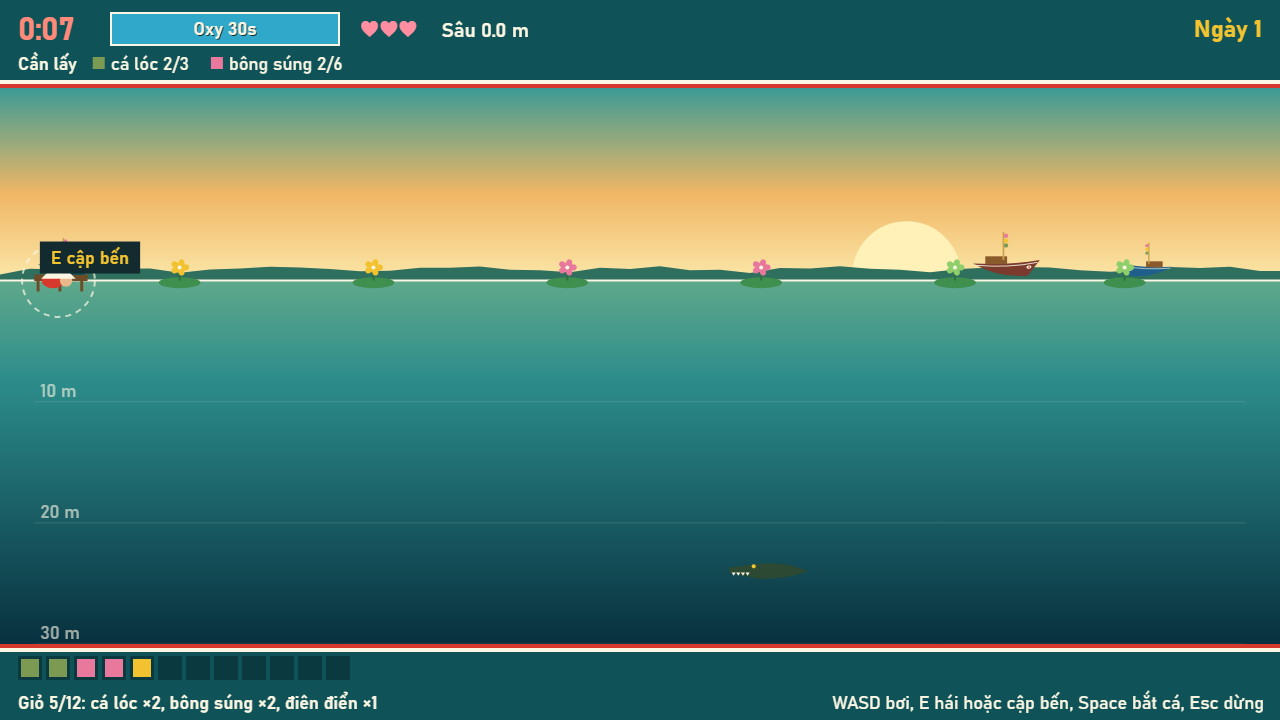 0:07 Oxy 30s Sâu 0.0 m Ngày 1
Cần lấy cá lóc 2/3 bông súng 2/6
E cập bến
10 m
20 m
30 m
Giỏ 5/12: cá lóc ×2, bông súng ×2, điên điển ×1
WASD bơi, E hái hoặc cập bến, Space bắt cá, Esc dừng